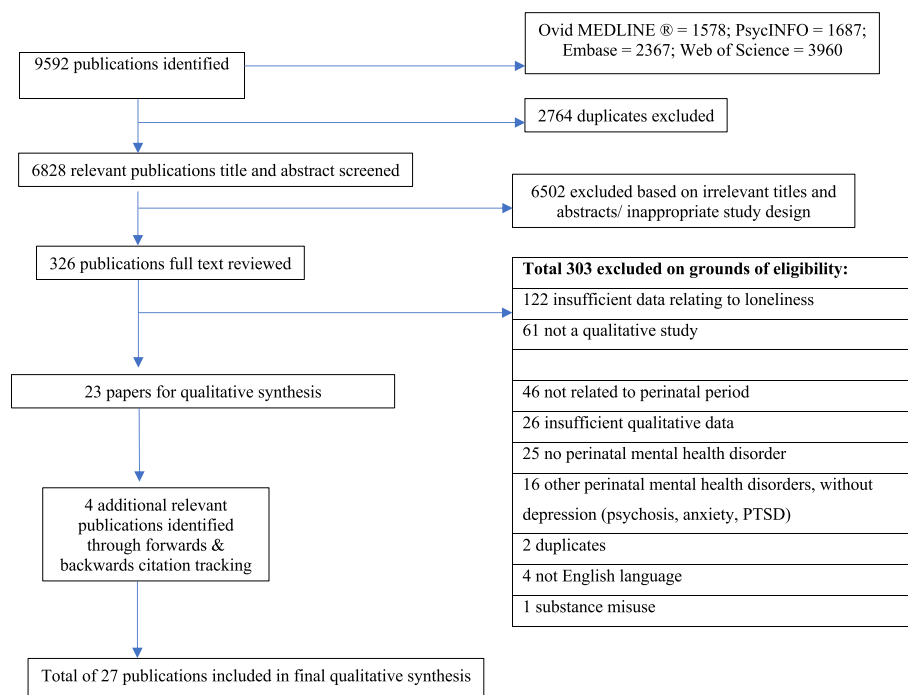 Ovid MEDLINE ® = 1578; PsycINFO = 1687;
Embase = 2367; Web of Science = 3960
9592 publications identified
2764 duplicates excluded
6828 relevant publications title and abstract screened
6502 excluded based on irrelevant titles and
abstracts/ inappropriate study design
326 publications full text reviewed
Total 303 excluded on grounds of eligibility:
122 insufficient data relating to loneliness
61 not a qualitative study
46 not related to perinatal period
26 insufficient qualitative data
25 no perinatal mental health disorder
16 other perinatal mental health disorders, without
depression (psychosis, anxiety, PTSD)
2 duplicates
4 not English language
1 substance misuse
23 papers for qualitative synthesis
4 additional relevant
publications identified
through forwards &
backwards citation tracking
Total of 27 publications included in final qualitative synthesis